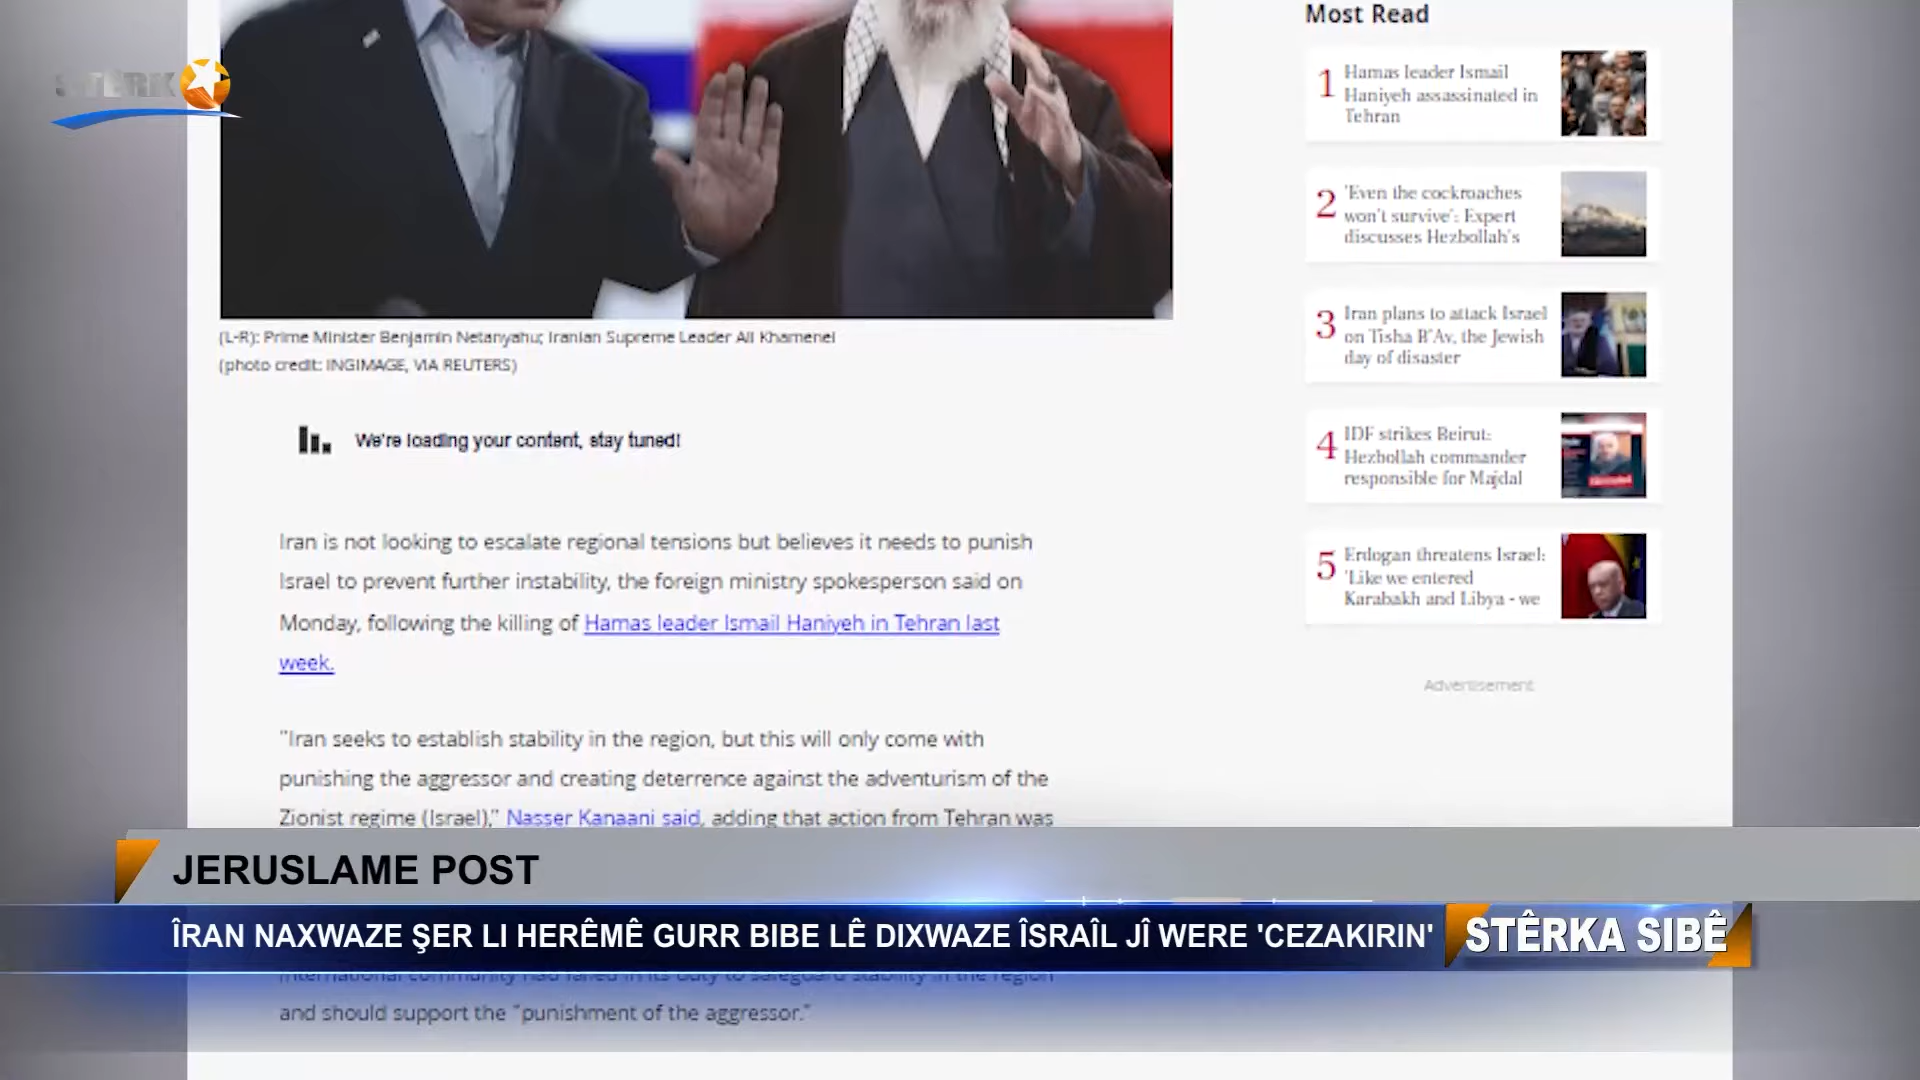 STÊRK
Most Read
1 Hamas leader Ismail
Haniyeh assassinated in
Tehran
2 'Even the cockroaches
won't survive': Expert
discusses Hezbollah's
3 Iran plans to attack Israel
on Tisha B'Av, the Jewish
day of disaster
4 IDF strikes Beirut:
Hezbollah commander
responsible for Majdal
5 Erdogan threatens Israel:
'Like we entered
Karabakh and Libya - we
Advertisement
(L-R): Prime Minister Benjamin Netanyahu; Iranian Supreme Leader Ali Khamenei
(photo credit: INGIMAGE, VIA REUTERS)
We're loading your content, stay tuned!
Iran is not looking to escalate regional tensions but believes it needs to punish
Israel to prevent further instability, the foreign ministry spokesperson said on
Monday, following the killing of Hamas leader Ismail Haniyeh in Tehran last
week.
"Iran seeks to establish stability in the region, but this will only come with
punishing the aggressor and creating deterrence against the adventurism of the
Zionist regime (Israel)," Nasser Kanaani said, adding that action from Tehran was
JERUSLAME POST
ÎRAN NAXWAZE ŞER LI HERÊMÊ GURR BIBE LÊ DIXWAZE ÎSRAÎL JÎ WERE 'CEZAKIRIN'
STÊRKA SIBÊ
international community had failed in its duty to safeguard stability in the region
and should support the "punishment of the aggressor."